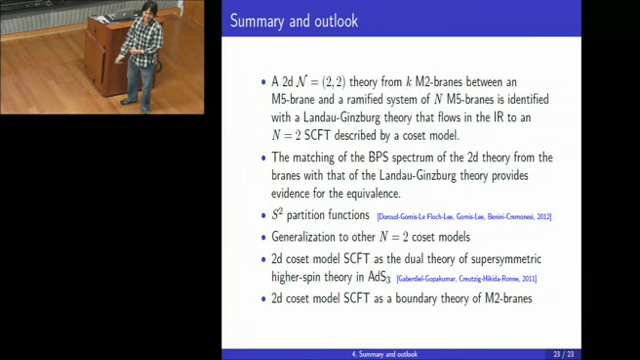 Summary and outlook
• A 2d 𝒩 = (2, 2) theory from k M2-branes between an
M5-brane and a ramified system of N M5-branes is identified
with a Landau-Ginzburg theory that flows in the IR to an
N = 2 SCFT described by a coset model.
• The matching of the BPS spectrum of the 2d theory from the
branes with that of the Landau-Ginzburg theory provides
evidence for the equivalence.
• S² partition functions [Doroud-Gomis-Le Floch-Lee, Gomis-Lee, Benini-Cremonesi, 2012]
• Generalization to other N = 2 coset models
• 2d coset model SCFT as the dual theory of supersymmetric
higher-spin theory in AdS₃ [Gaberdiel-Gopakumar, Creutzig-Hikida-Ronne, 2011]
• 2d coset model SCFT as a boundary theory of M2-branes
4. Summary and outlook
23 / 23